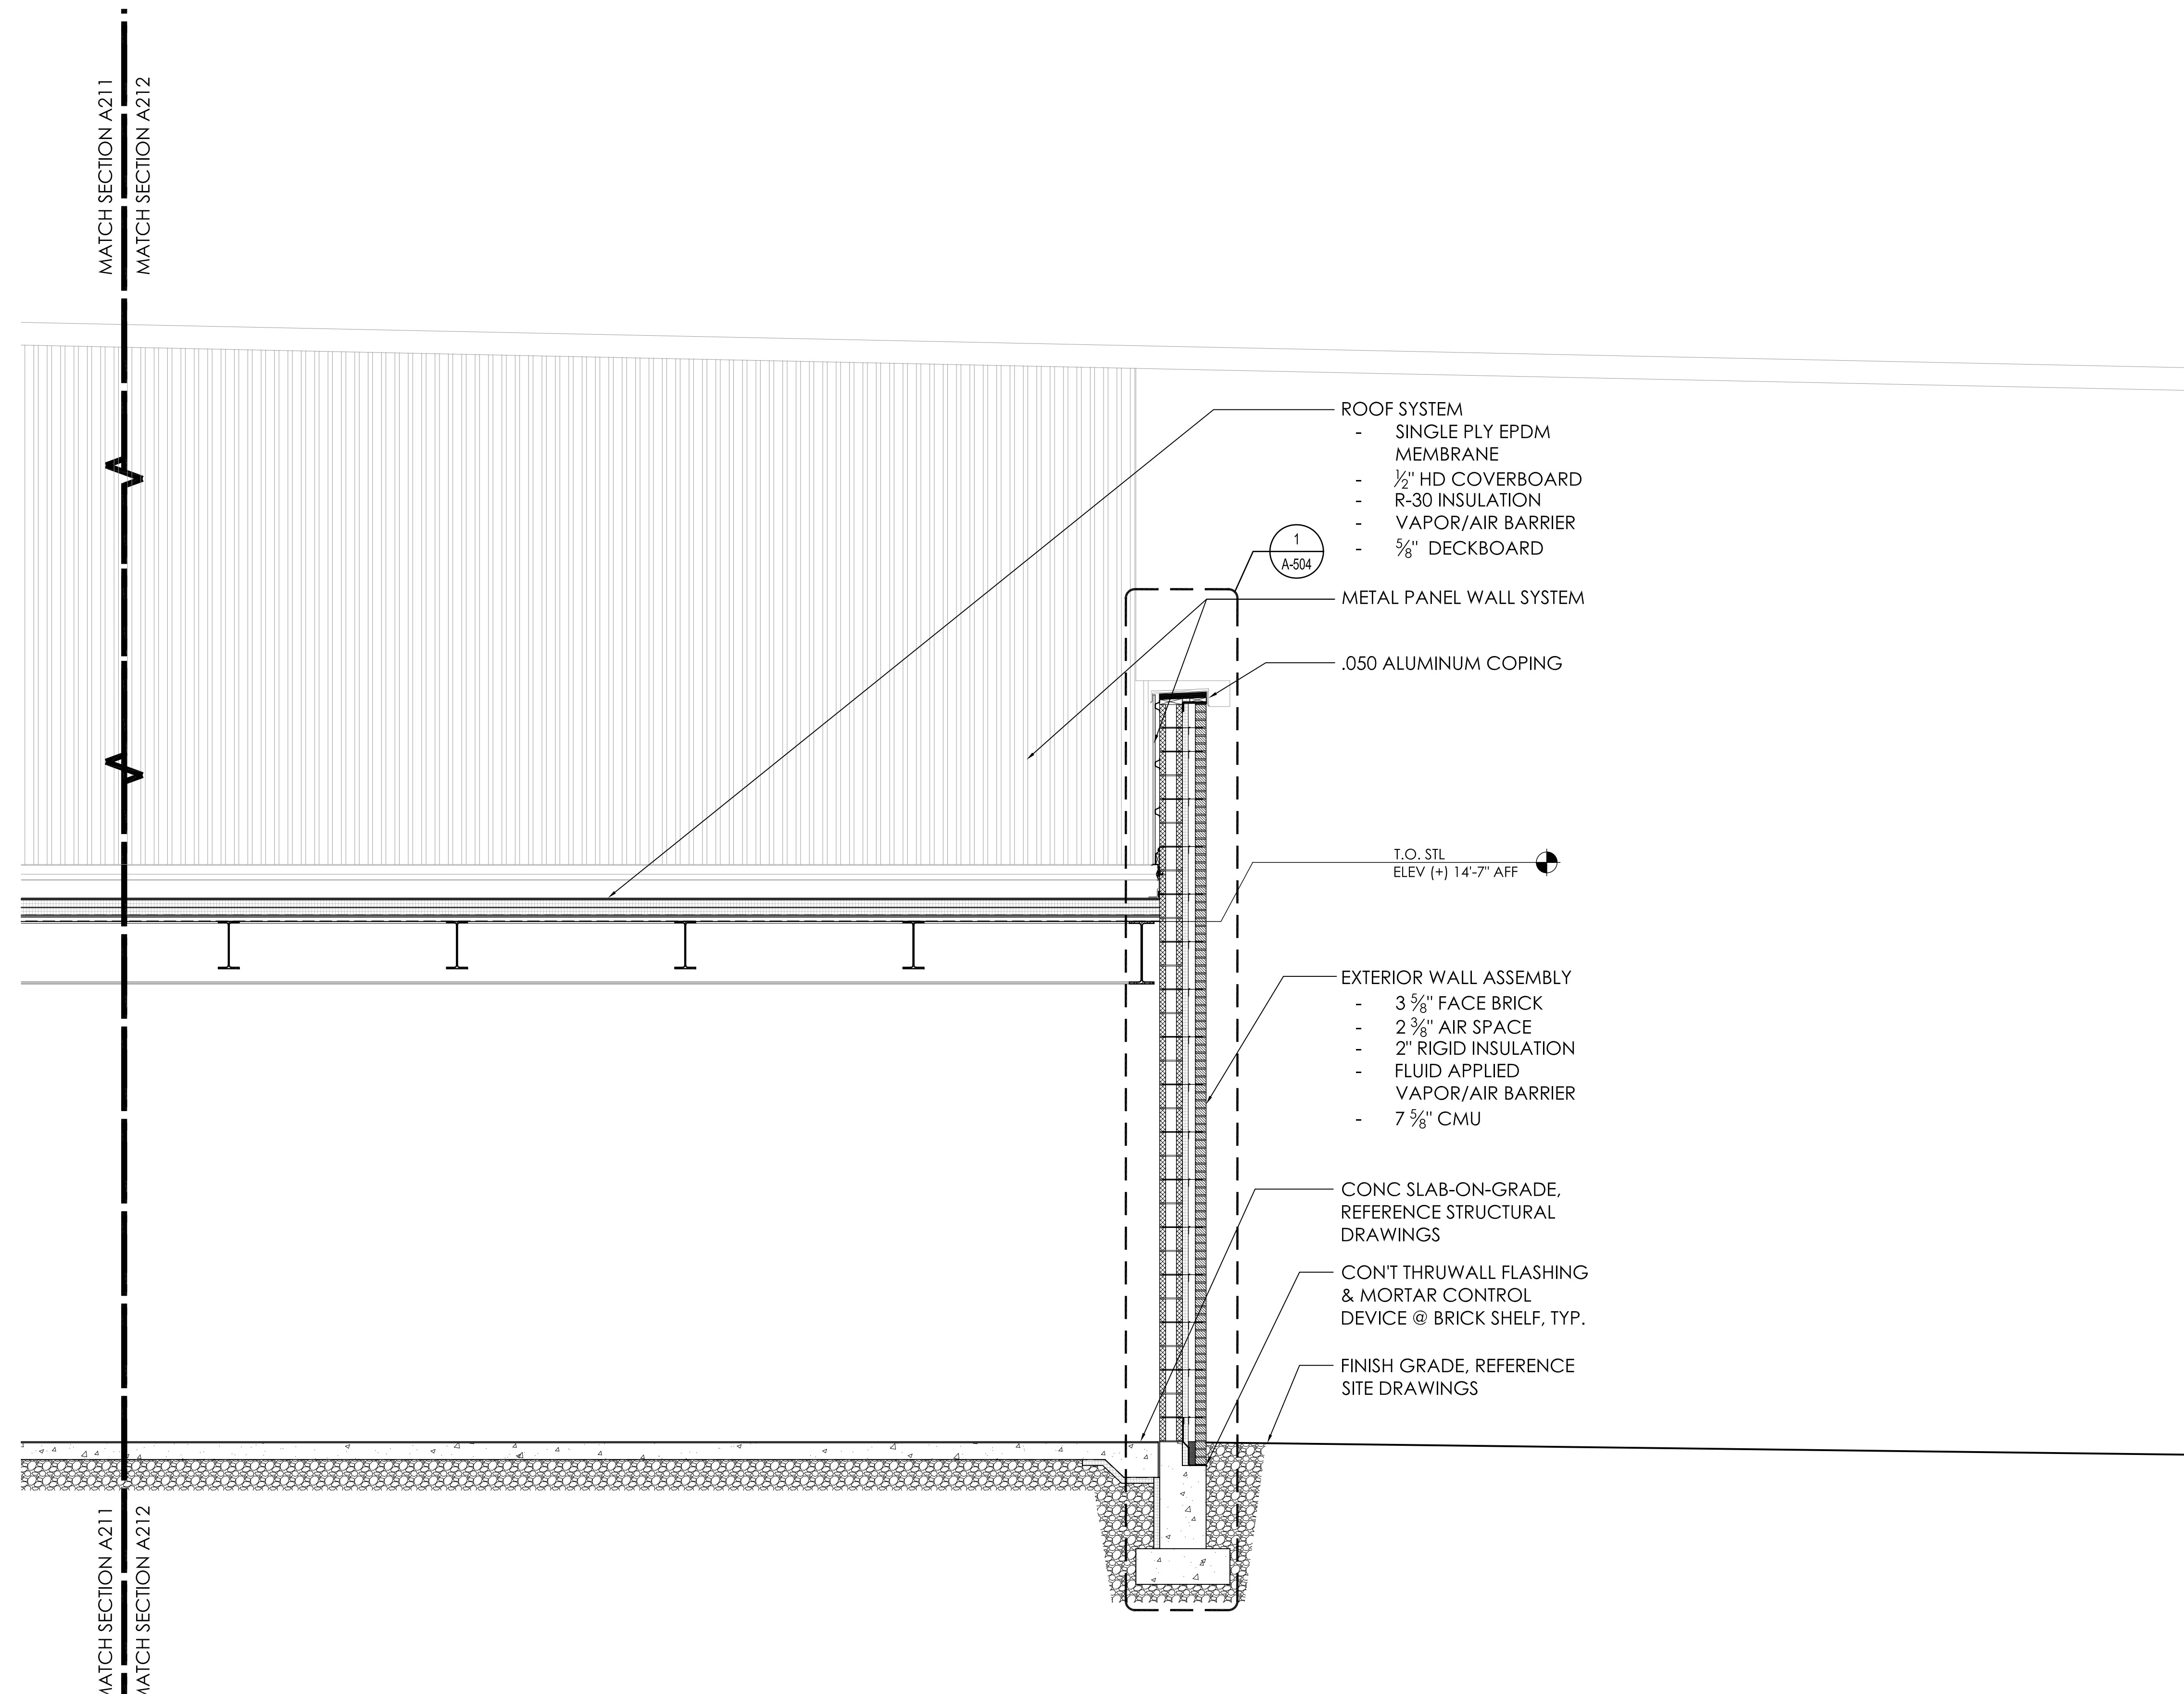 MATCH SECTION A211
MATCH SECTION A212
ROOF SYSTEM
- SINGLE PLY EPDM
MEMBRANE
- ½" HD COVERBOARD
- R-30 INSULATION
- VAPOR/AIR BARRIER
- ⅝" DECKBOARD
1
A-504
METAL PANEL WALL SYSTEM
.050 ALUMINUM COPING
T.O. STL
ELEV (+) 14'-7" AFF
EXTERIOR WALL ASSEMBLY
- 3 ⅝" FACE BRICK
- 2 ⅜" AIR SPACE
- 2" RIGID INSULATION
- FLUID APPLIED
VAPOR/AIR BARRIER
- 7 ⅝" CMU
CONC SLAB-ON-GRADE,
REFERENCE STRUCTURAL
DRAWINGS
CON'T THRUWALL FLASHING
& MORTAR CONTROL
DEVICE @ BRICK SHELF, TYP.
FINISH GRADE, REFERENCE
SITE DRAWINGS
MATCH SECTION A211
MATCH SECTION A212